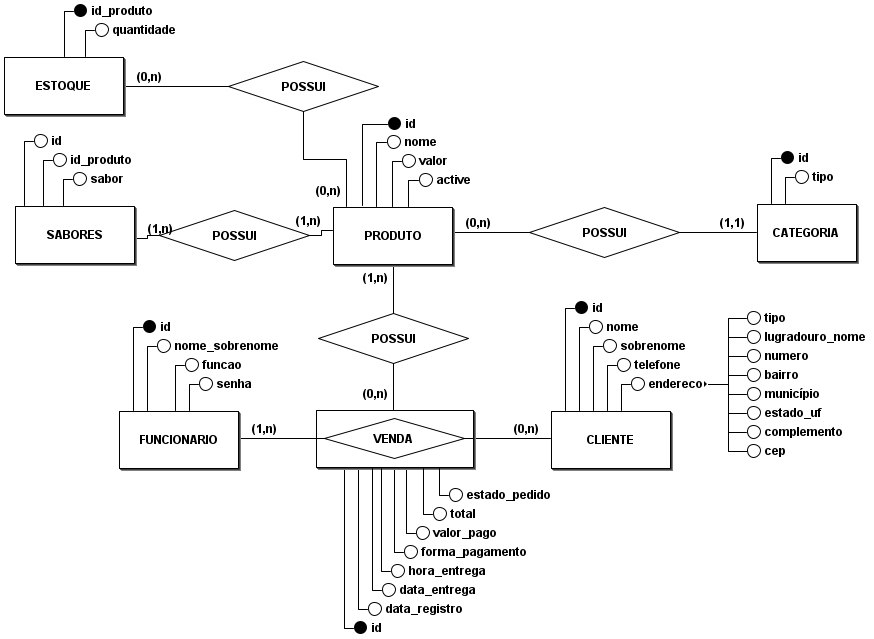 id_produto
quantidade
ESTOQUE
(0,n)
POSSUI
id
id_produto
sabor
SABORES
(1,n)
POSSUI
(1,n)
(0,n)
id
nome
valor
active
PRODUTO
(0,n)
POSSUI
(1,1)
id
tipo
CATEGORIA
(1,n)
POSSUI
(0,n)
id
nome_sobrenome
funcao
senha
FUNCIONARIO
(1,n)
VENDA
(0,n)
id
nome
sobrenome
telefone
endereco
CLIENTE
tipo
lugradouro_nome
numero
bairro
município
estado_uf
complemento
cep
estado_pedido
total
valor_pago
forma_pagamento
hora_entrega
data_entrega
data_registro
id